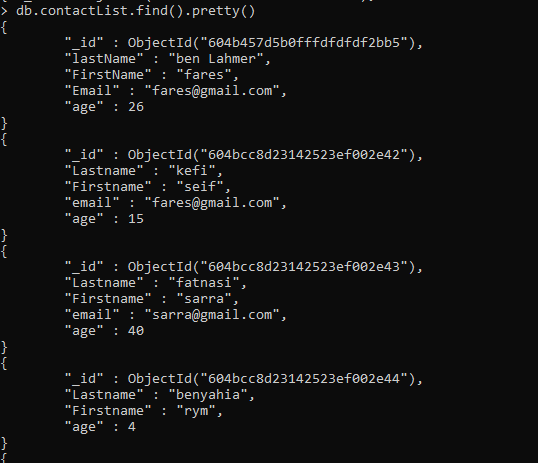 > db.contactList.find().pretty()
{
"_id" : ObjectId("604b457d5b0fffdfdfdf2bb5"),
"lastName" : "ben Lahmer",
"FirstName" : "fares",
"Email" : "fares@gmail.com",
"age" : 26
}
{
"_id" : ObjectId("604bcc8d23142523ef002e42"),
"Lastname" : "kefi",
"Firstname" : "seif",
"email" : "fares@gmail.com",
"age" : 15
}
{
"_id" : ObjectId("604bcc8d23142523ef002e43"),
"Lastname" : "fatnasi",
"Firstname" : "sarra",
"email" : "sarra@gmail.com",
"age" : 40
}
{
"_id" : ObjectId("604bcc8d23142523ef002e44"),
"Lastname" : "benyahia",
"Firstname" : "rym",
"age" : 4
}
{